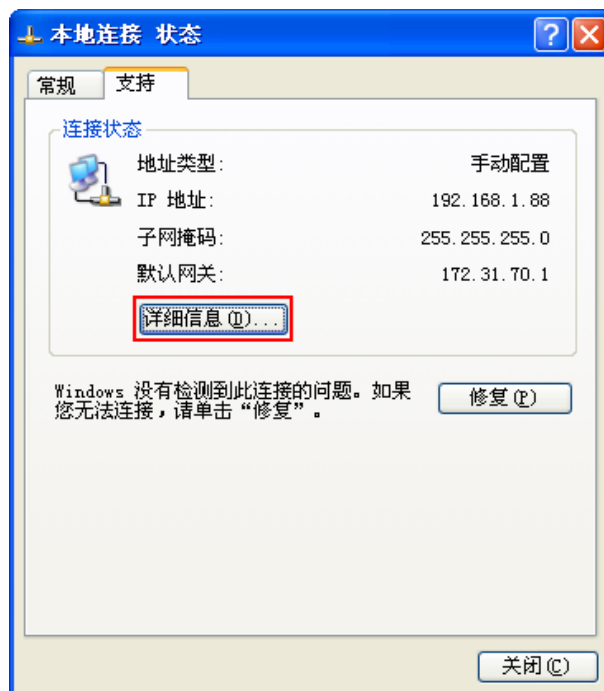 本地连接 状态
常规
支持
连接状态
地址类型: 手动配置
IP 地址: 192.168.1.88
子网掩码: 255.255.255.0
默认网关: 172.31.70.1
详细信息(D)...
Windows 没有检测到此连接的问题。如果
您无法连接，请单击“修复”。
修复(P)
关闭(C)